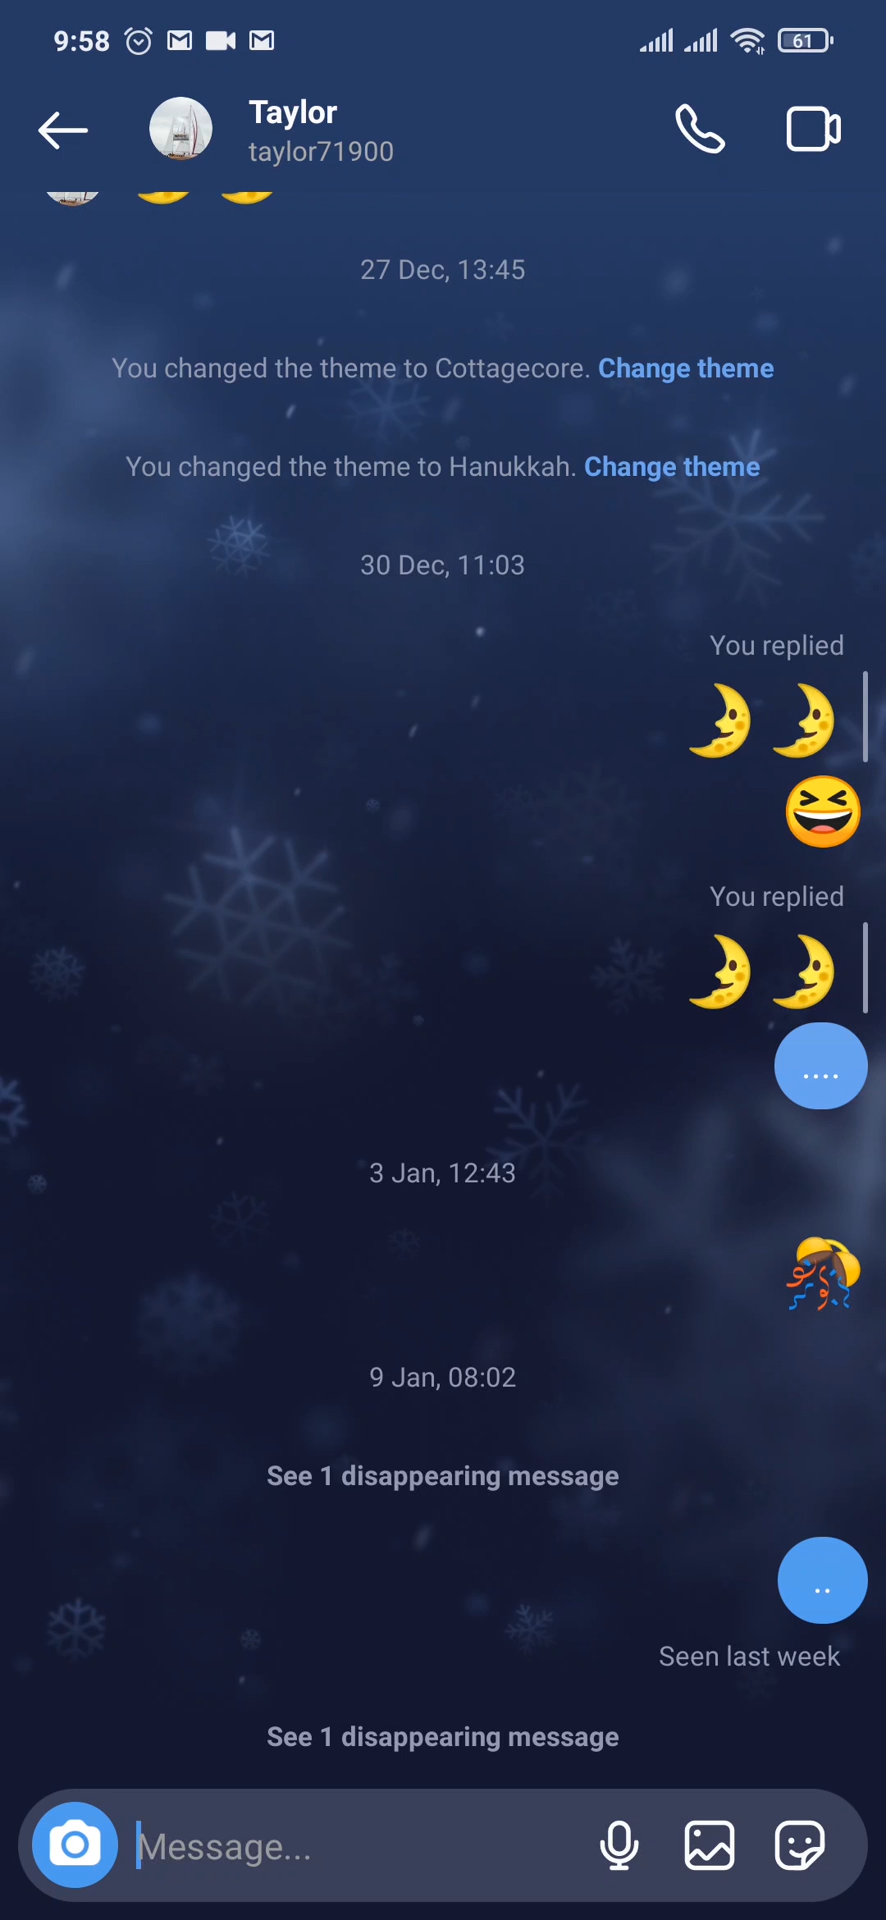 9:58
61
Taylor
taylor71900
27 Dec, 13:45
You changed the theme to Cottagecore. Change theme
You changed the theme to Hanukkah. Change theme
30 Dec, 11:03
You replied
You replied
....
3 Jan, 12:43
9 Jan, 08:02
See 1 disappearing message
..
Seen last week
See 1 disappearing message
Message...